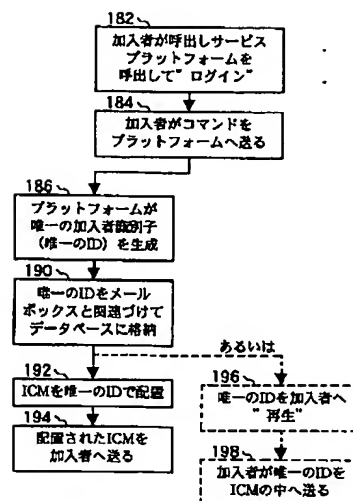 182
加入者が呼出しサービス
プラットフォームを
呼出して"ログイン"
184
加入者がコマンドを
プラットフォームへ送る
186
プラットフォームが
唯一の加入者識別子
(唯一のID)を生成
190
唯一のIDをメール
ボックスと関連づけて
データベースに格納
あるいは
192
ICMを唯一のIDで配置
194
配置されたICMを
加入者へ送る
196
唯一のIDを加入者へ
"再生"
198
加入者が唯一のIDを
ICMの中へ送る